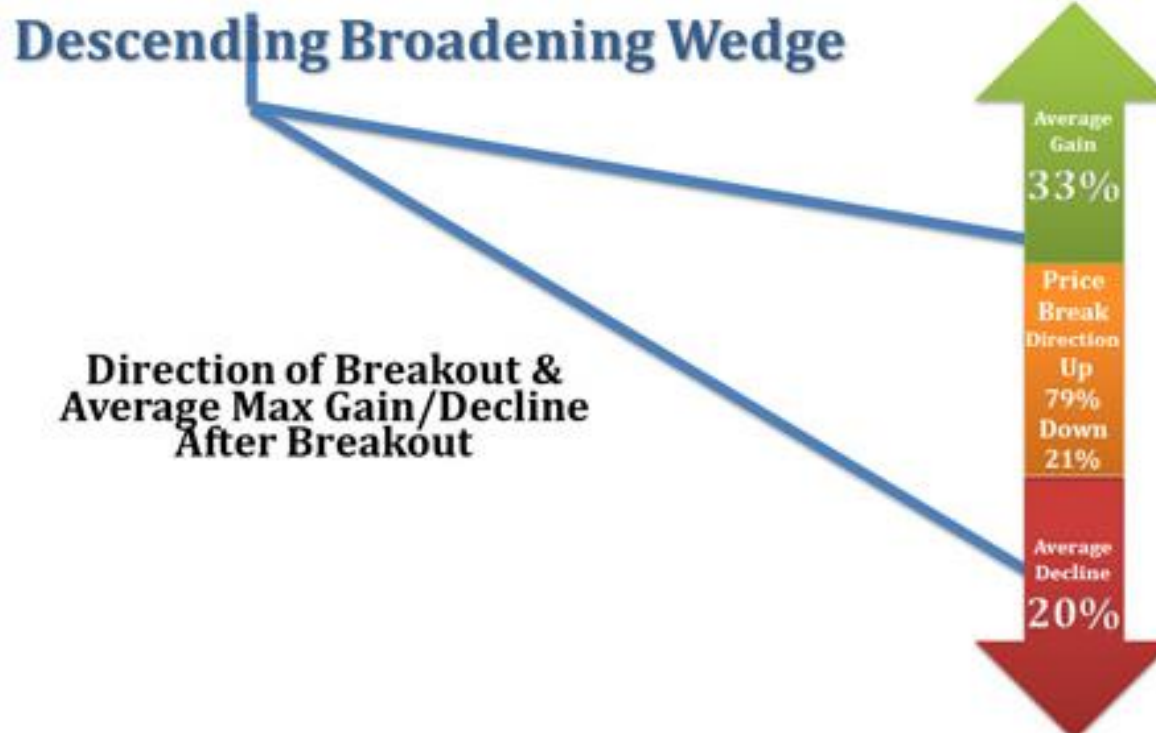 Descending Broadening Wedge
Average
Gain
33%
Price
Break
Direction
Up
79%
Down
21%
Direction of Breakout &
Average Max Gain/Decline
After Breakout
Average
Decline
20%